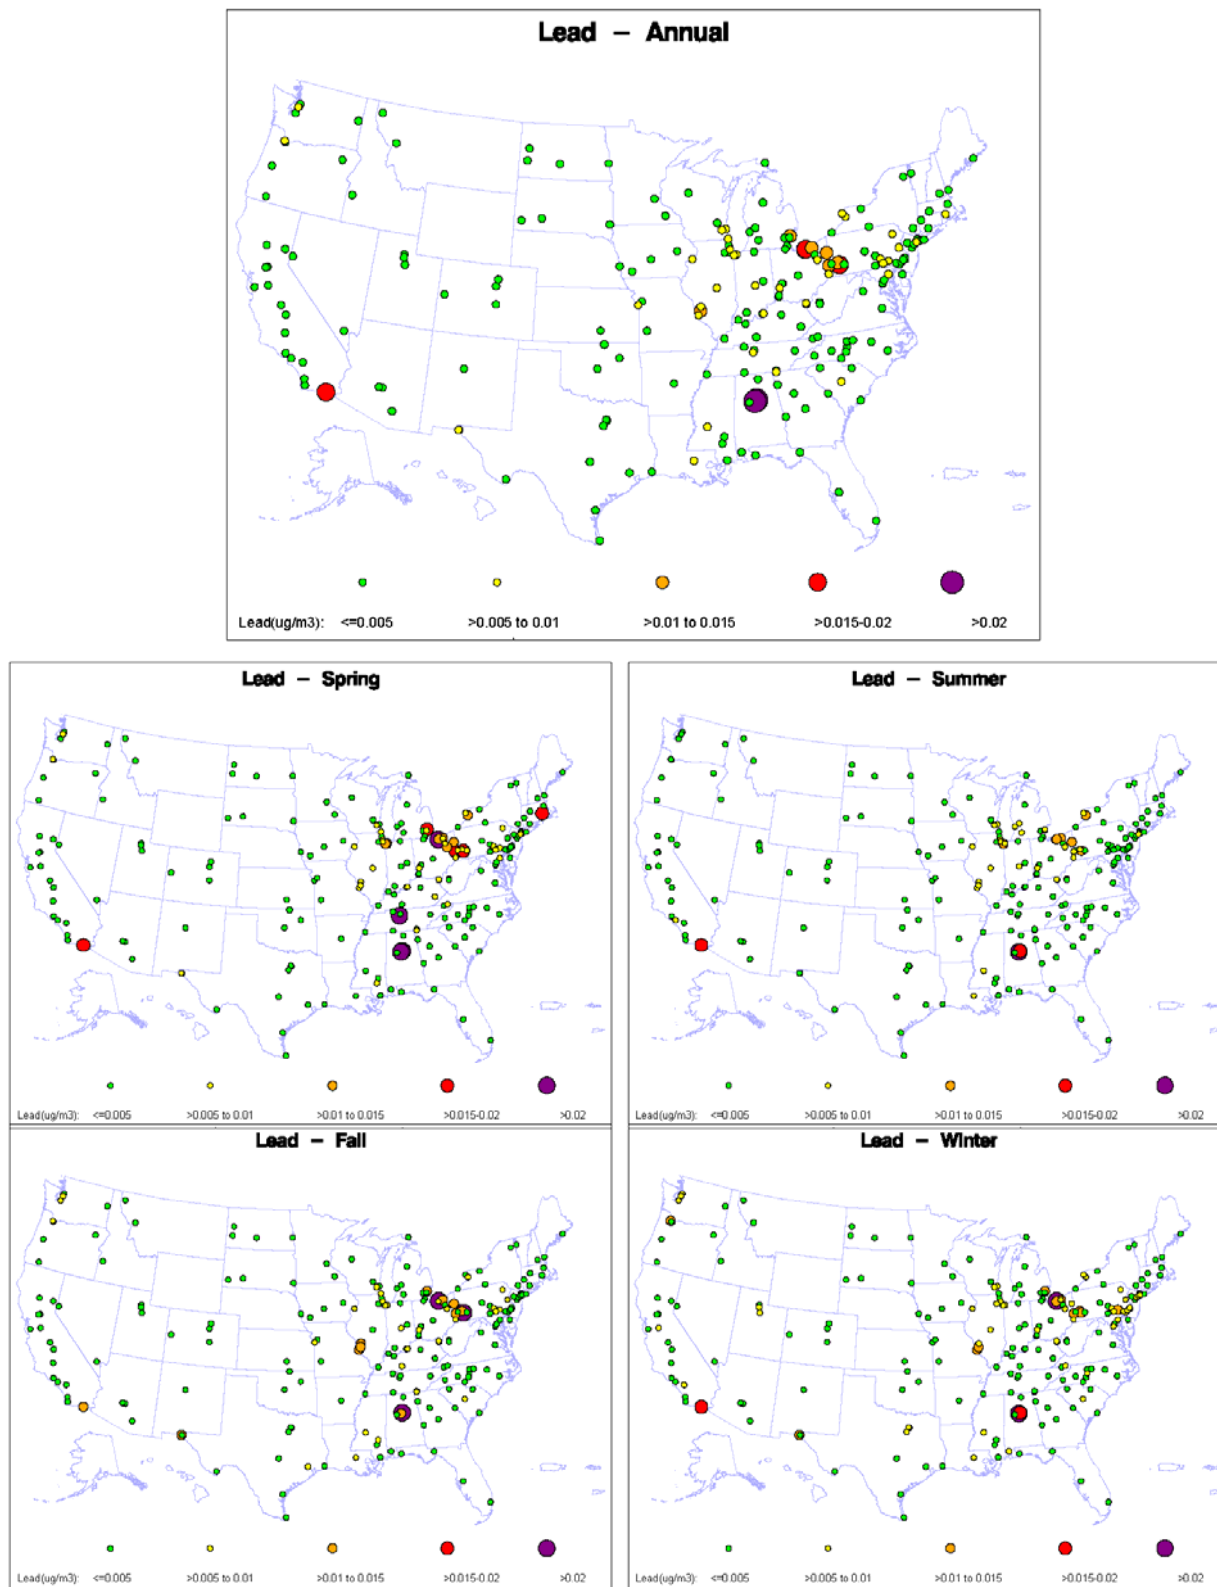 Lead – Annual
Lead(ug/m3): <=0.005 >0.005 to 0.01 >0.01 to 0.015 >0.015-0.02 >0.02
Lead – Spring
Lead(ug/m3): <=0.005 >0.005 to 0.01 >0.01 to 0.015 >0.015-0.02 >0.02
Lead – Summer
Lead(ug/m3): <=0.005 >0.005 to 0.01 >0.01 to 0.015 >0.015-0.02 >0.02
Lead – Fall
Lead(ug/m3): <=0.005 >0.005 to 0.01 >0.01 to 0.015 >0.015-0.02 >0.02
Lead – Winter
Lead(ug/m3): <=0.005 >0.005 to 0.01 >0.01 to 0.015 >0.015-0.02 >0.02